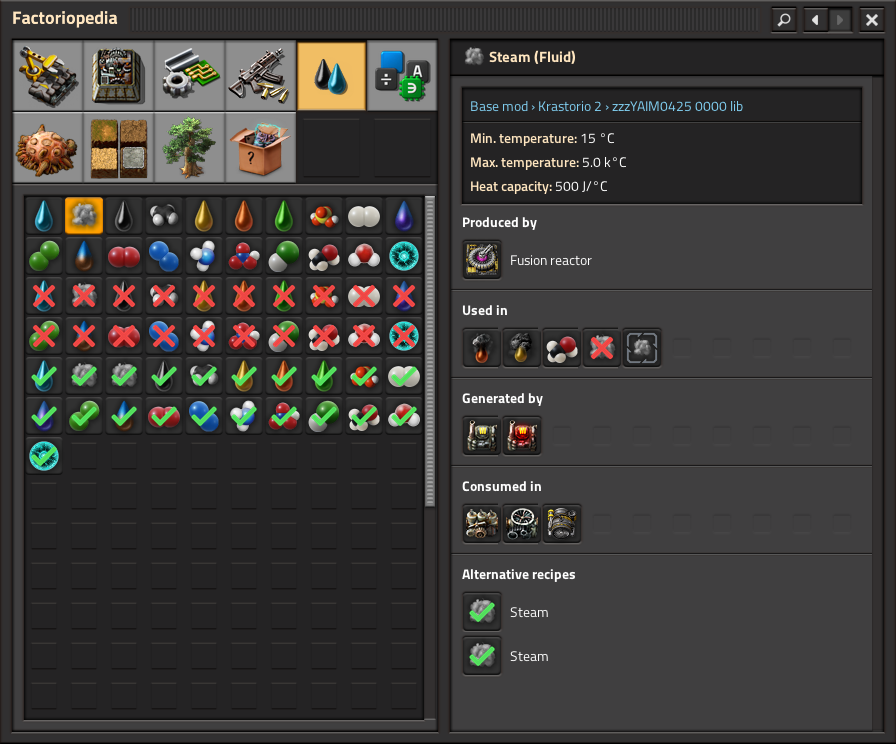 Factoriopedia
Steam (Fluid)
Base mod › Krastorio 2 › zzzYAIM0425 0000 lib
Min. temperature: 15 °C
Max. temperature: 5.0 k°C
Heat capacity: 500 J/°C
Produced by
Fusion reactor
Used in
Generated by
Consumed in
Alternative recipes
Steam
Steam